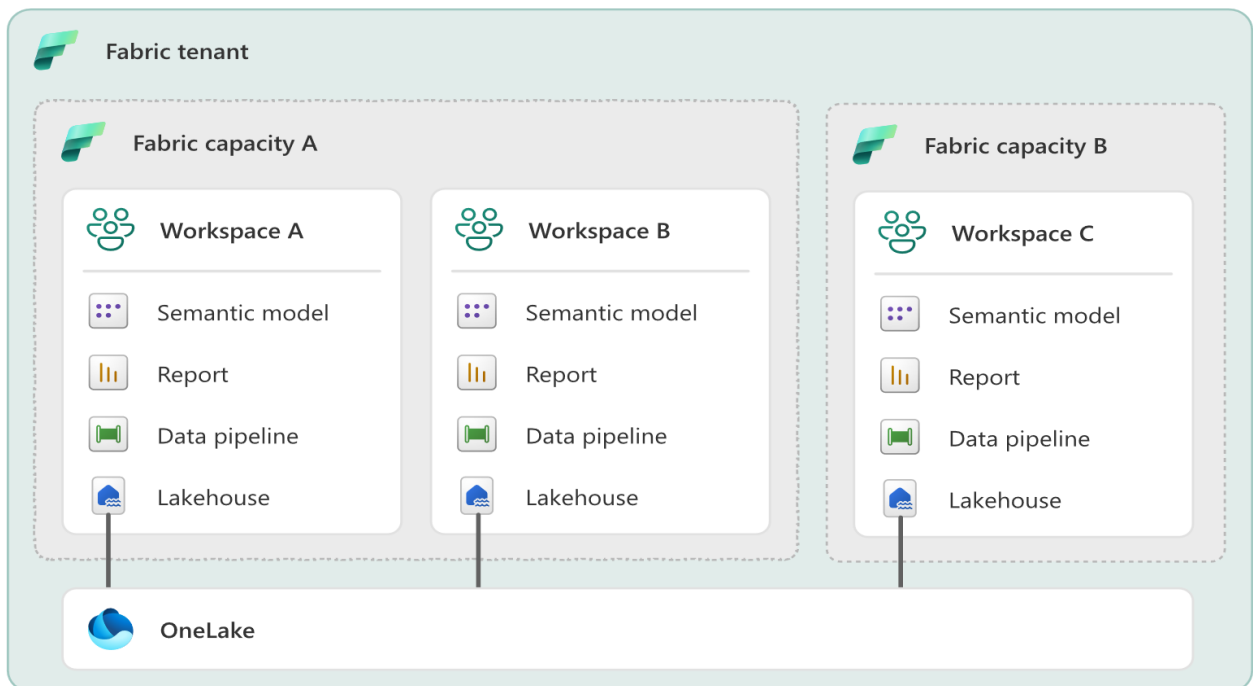 Fabric tenant
Fabric capacity A
Workspace A
Semantic model
Report
Data pipeline
Lakehouse
Workspace B
Semantic model
Report
Data pipeline
Lakehouse
Fabric capacity B
Workspace C
Semantic model
Report
Data pipeline
Lakehouse
OneLake